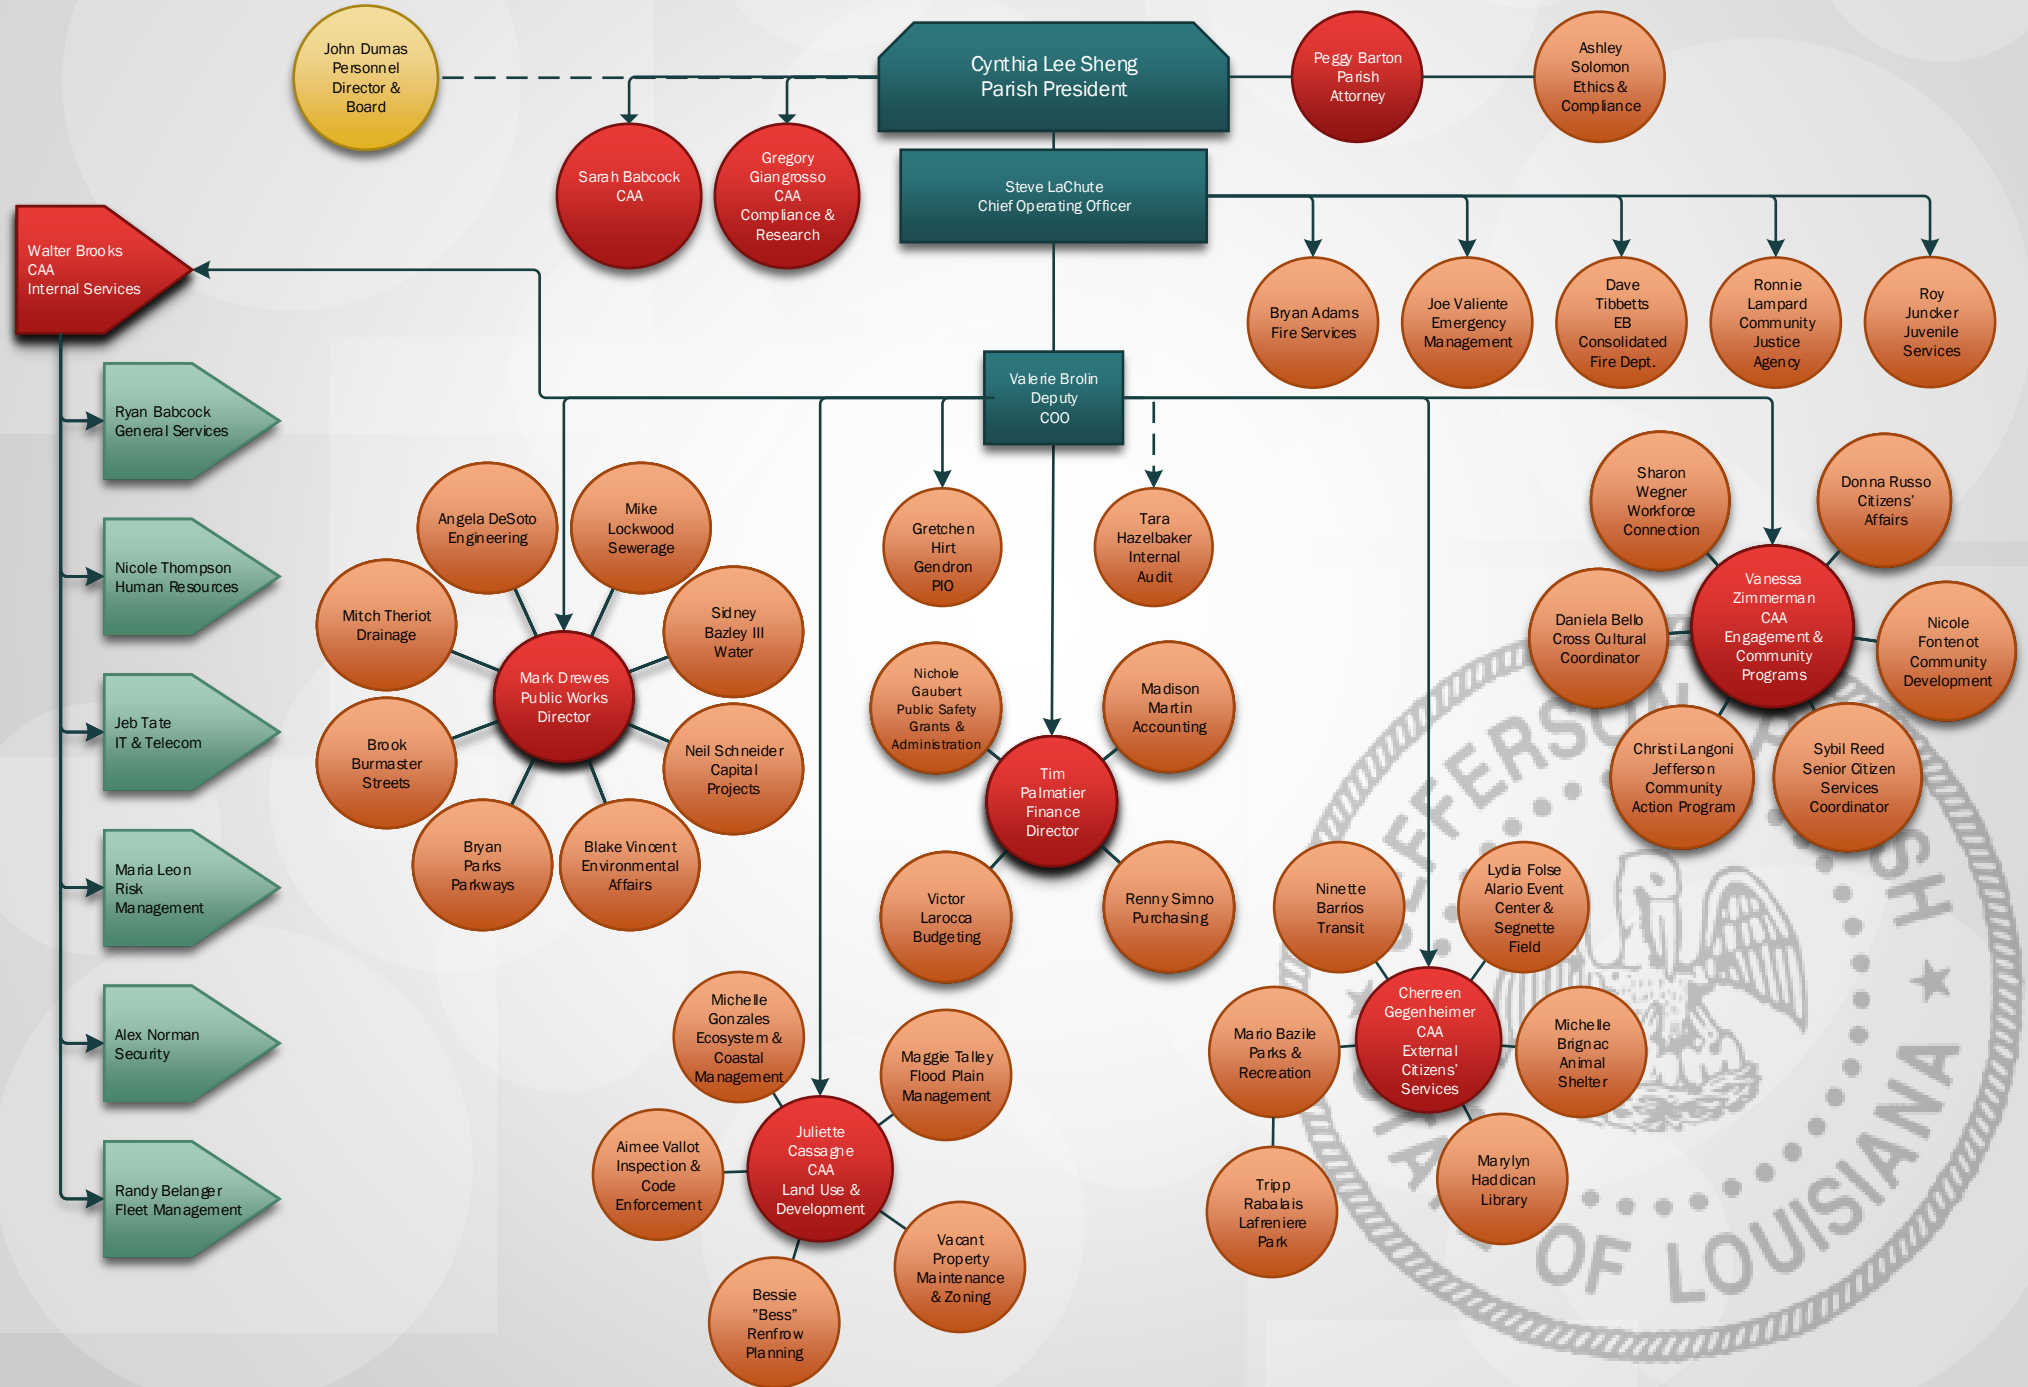 John Dumas
Personnel
Director &
Board
Cynthia Lee Sheng
Parish President
Peggy Barton
Parish
Attorney
Ashley
Solomon
Ethics &
Compliance
Sarah Babcock
CAA
Gregory
Giangrosso
CAA
Compliance &
Research
Steve LaChute
Chief Operating Officer
Walter Brooks
CAA
Internal Services
Bryan Adams
Fire Services
Joe Valiente
Emergency
Management
Dave
Tibbetts
EB
Consolidated
Fire Dept.
Ronnie
Lampard
Community
Justice
Agency
Roy
Juncker
Juvenile
Services
Valerie Brolin
Deputy
COO
Ryan Babcock
General Services
Nicole Thompson
Human Resources
Jeb Tate
IT & Telecom
Maria Leon
Risk
Management
Alex Norman
Security
Randy Belanger
Fleet Management
Angela DeSoto
Engineering
Mike
Lockwood
Sewerage
Mitch Theriot
Drainage
Sidney
Bazley III
Water
Mark Drewes
Public Works
Director
Brook
Burmaster
Streets
Neil Schneider
Capital
Projects
Bryan
Parks
Parkways
Blake Vincent
Environmental
Affairs
Gretchen
Hirt
Gendron
PIO
Tara
Hazelbaker
Internal
Audit
Nichole
Gaubert
Public Safety
Grants &
Administration
Madison
Martin
Accounting
Tim
Palmatier
Finance
Director
Victor
Larocca
Budgeting
Renny Simno
Purchasing
Sharon
Wegner
Workforce
Connection
Donna Russo
Citizens'
Affairs
Daniela Bello
Cross Cultural
Coordinator
Vanessa
Zimmerman
CAA
Engagement &
Community
Programs
Nicole
Fontenot
Community
Development
Christi Langoni
Jefferson
Community
Action Program
Sybil Reed
Senior Citizen
Services
Coordinator
Ninette
Barrios
Transit
Lydia Folse
Alario Event
Center &
Segnette
Field
Mario Bazile
Parks &
Recreation
Cherreen
Gegenheimer
CAA
External
Citizens'
Services
Michelle
Brignac
Animal
Shelter
Tripp
Rabalais
Lafreniere
Park
Marylyn
Haddican
Library
Michelle
Gonzales
Ecosystem &
Coastal
Management
Maggie Talley
Flood Plain
Management
Aimee Vallot
Inspection &
Code
Enforcement
Juliette
Cassagne
CAA
Land Use &
Development
Vacant
Property
Maintenance
& Zoning
Bessie
"Bess"
Renfrow
Planning
JEFFERSON
OF LOUISIANA